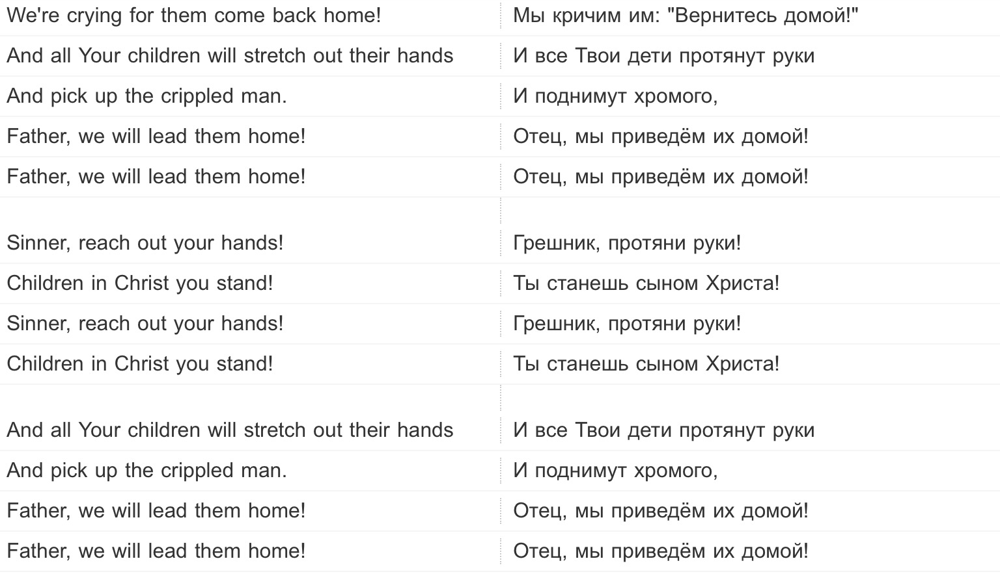 We're crying for them come back home!
Мы кричим им: "Вернитесь домой!"
And all Your children will stretch out their hands
И все Твои дети протянут руки
And pick up the crippled man.
И поднимут хромого,
Father, we will lead them home!
Отец, мы приведём их домой!
Father, we will lead them home!
Отец, мы приведём их домой!
Sinner, reach out your hands!
Грешник, протяни руки!
Children in Christ you stand!
Ты станешь сыном Христа!
Sinner, reach out your hands!
Грешник, протяни руки!
Children in Christ you stand!
Ты станешь сыном Христа!
And all Your children will stretch out their hands
И все Твои дети протянут руки
And pick up the crippled man.
И поднимут хромого,
Father, we will lead them home!
Отец, мы приведём их домой!
Father, we will lead them home!
Отец, мы приведём их домой!